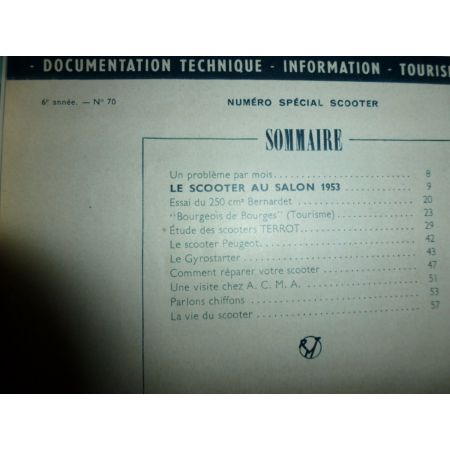 - DOCUMENTATION TECHNIQUE - INFORMATION - TOURIS
6e année. — N° 70 NUMÉRO SPÉCIAL SCOOTER
SOMMAIRE
Un problème par mois. 8
LE SCOOTER AU SALON 1953 9
Essai du 250 cm³ Bernardet 20
"Bourgeois de Bourges" (Tourisme) 23
Étude des scooters TERROT 29
Le scooter Peugeot 42
Le Gyrostarter 43
Comment réparer votre scooter 47
Une visite chez A. C. M. A. 51
Parlons chiffons 53
La vie du scooter 57